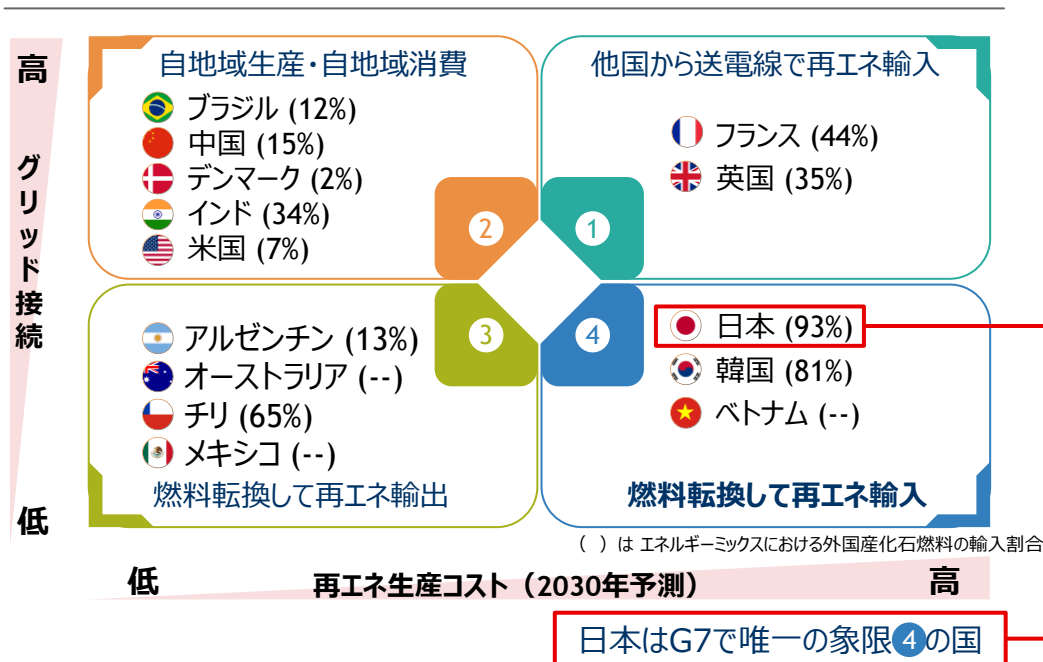 高
グリッド接続
低
自地域生産・自地域消費
ブラジル (12%)
中国 (15%)
デンマーク (2%)
インド (34%)
米国 (7%)
2
他国から送電線で再エネ輸入
フランス (44%)
英国 (35%)
1
3
アルゼンチン (13%)
オーストラリア (--)
チリ (65%)
メキシコ (--)
燃料転換して再エネ輸出
4
日本 (93%)
韓国 (81%)
ベトナム (--)
燃料転換して再エネ輸入
（ ）は エネルギーミックスにおける外国産化石燃料の輸入割合
低
再エネ生産コスト（2030年予測）
高
日本はG7で唯一の象限4の国